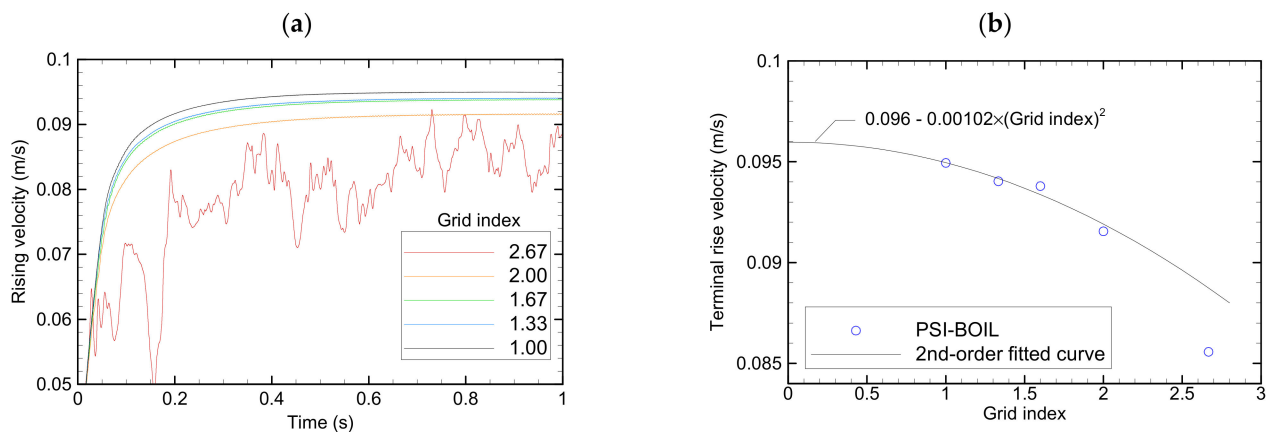 (a)
0.1
0.09
0.08
0.07
0.06
0.05
Rising velocity (m/s)
0
0.2
0.4
0.6
0.8
1
Time (s)
Grid index
2.67
2.00
1.67
1.33
1.00
(b)
0.1
0.095
0.09
0.085
Terminal rise velocity (m/s)
0
0.5
1
1.5
2
2.5
3
Grid index
0.096 - 0.00102×(Grid index)²
PSI-BOIL
2nd-order fitted curve